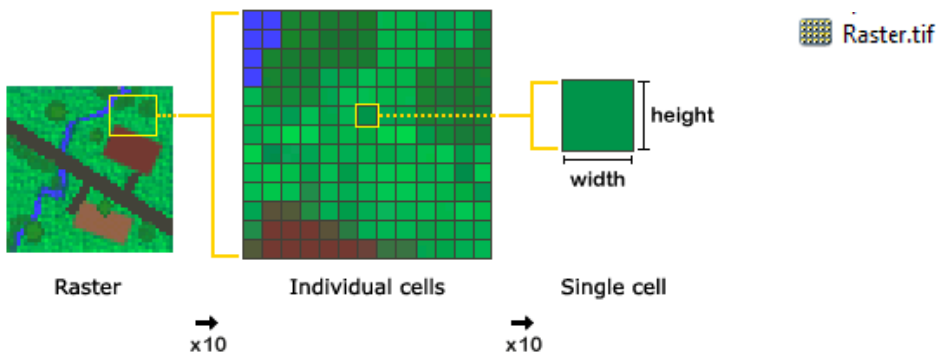 Raster.tif
height
width
Raster
Individual cells
Single cell
x10
x10